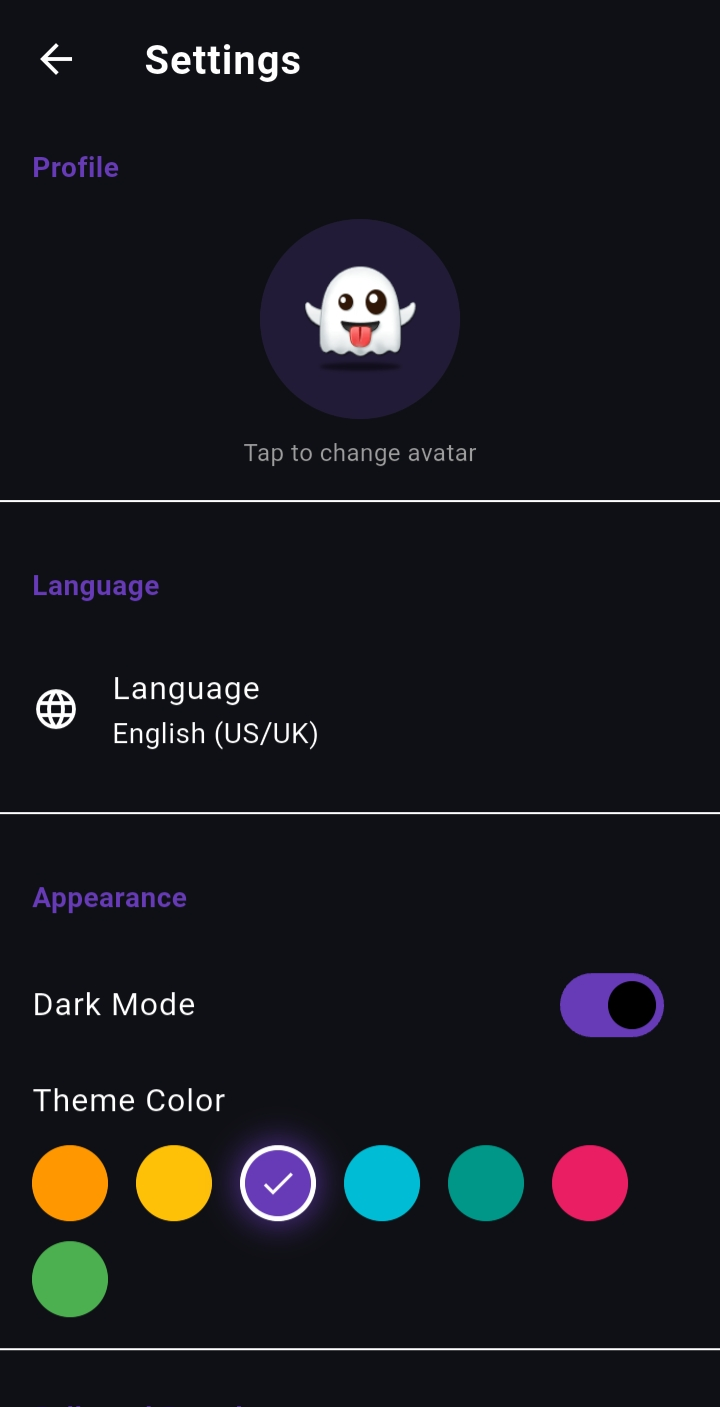 Settings
Profile
Tap to change avatar
Language
Language
English (US/UK)
Appearance
Dark Mode
Theme Color